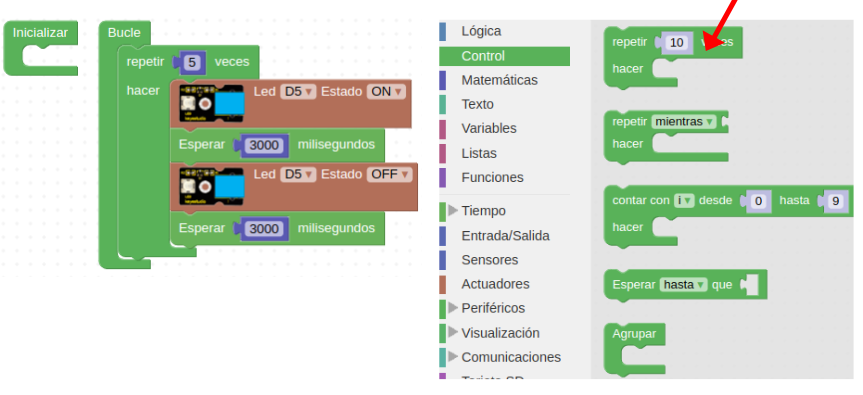 Inicializar
Bucle
repetir 5 veces
hacer
Led D5 Estado ON
Esperar 3000 milisegundos
Led D5 Estado OFF
Esperar 3000 milisegundos
Lógica
Control
Matemáticas
Texto
Variables
Listas
Funciones
Tiempo
Entrada/Salida
Sensores
Actuadores
Periféricos
Visualización
Comunicaciones
repetir 10 veces
hacer
repetir mientras
hacer
contar con i desde 0 hasta 9
hacer
Esperar hasta que
Agrupar